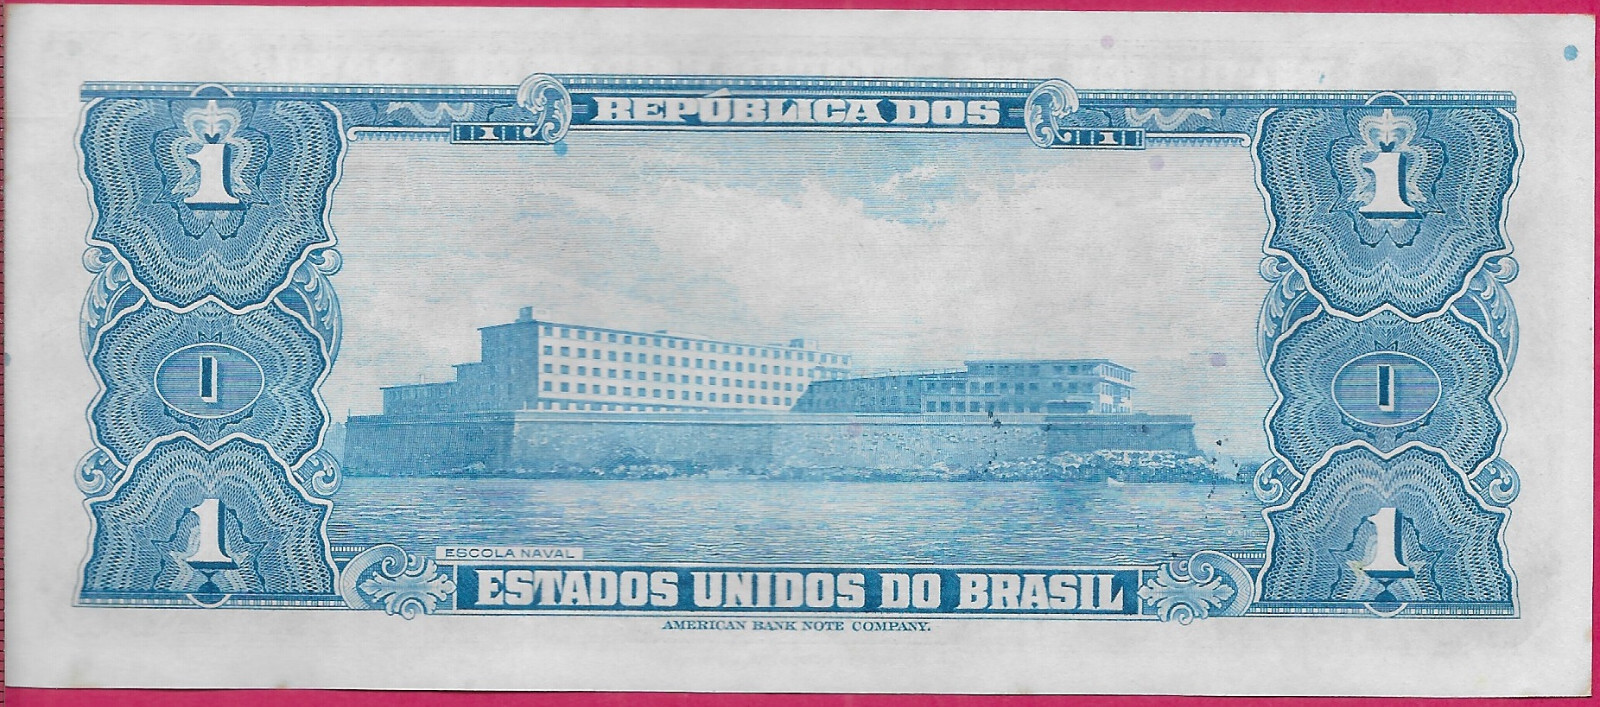 REPÚBLICA DOS
1 1
1 1
1 1
1 1
ESCOLA NAVAL
ESTADOS UNIDOS DO BRASIL
AMERICAN BANK NOTE COMPANY.